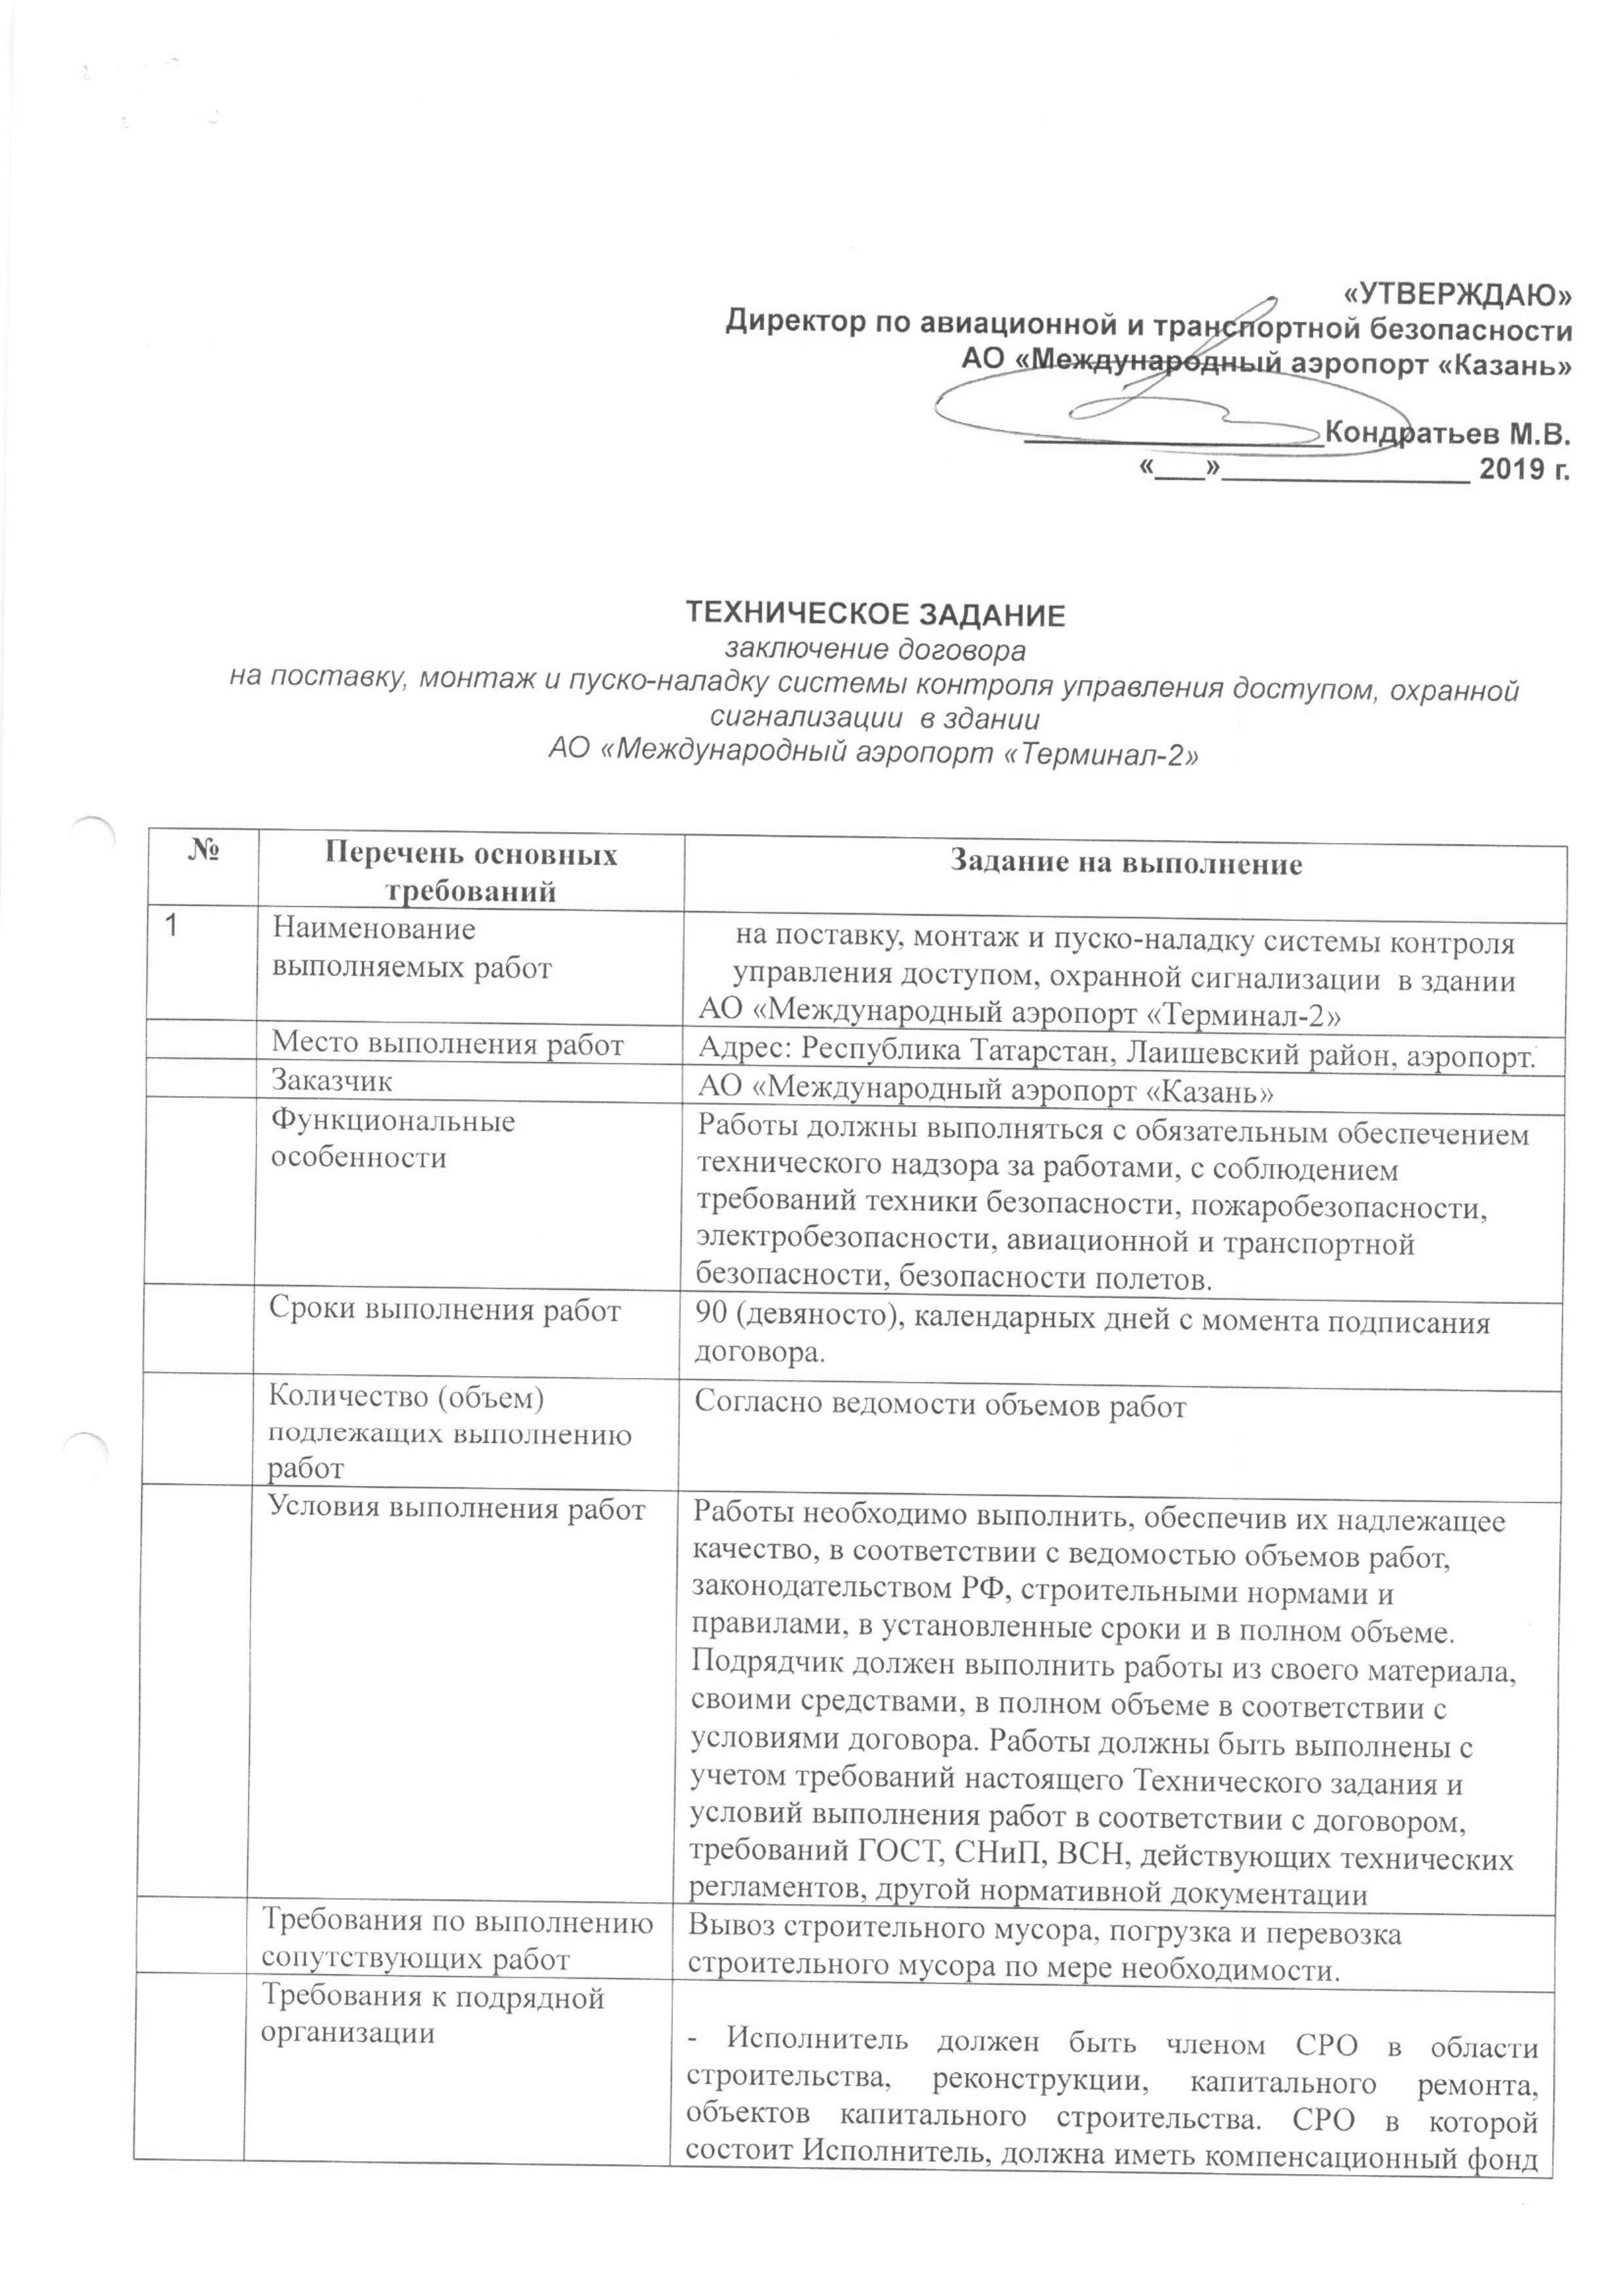 «УТВЕРЖДАЮ»
Директор по авиационной и транспортной безопасности
АО «Международный аэропорт «Казань»
__________________Кондратьев М.В.
«___»_______________ 2019 г.
ТЕХНИЧЕСКОЕ ЗАДАНИЕ
заключение договора
на поставку, монтаж и пуско-наладку системы контроля управления доступом, охранной
сигнализации в здании
АО «Международный аэропорт «Терминал-2»
№
Перечень основных
требований
Задание на выполнение
1
Наименование
выполняемых работ
на поставку, монтаж и пуско-наладку системы контроля
управления доступом, охранной сигнализации в здании
АО «Международный аэропорт «Терминал-2»
Место выполнения работ
Адрес: Республика Татарстан, Лаишевский район, аэропорт.
Заказчик
АО «Международный аэропорт «Казань»
Функциональные
особенности
Работы должны выполняться с обязательным обеспечением
технического надзора за работами, с соблюдением
требований техники безопасности, пожаробезопасности,
электробезопасности, авиационной и транспортной
безопасности, безопасности полетов.
Сроки выполнения работ
90 (девяносто), календарных дней с момента подписания
договора.
Количество (объем)
подлежащих выполнению
работ
Согласно ведомости объемов работ
Условия выполнения работ
Работы необходимо выполнить, обеспечив их надлежащее
качество, в соответствии с ведомостью объемов работ,
законодательством РФ, строительными нормами и
правилами, в установленные сроки и в полном объеме.
Подрядчик должен выполнить работы из своего материала,
своими средствами, в полном объеме в соответствии с
условиями договора. Работы должны быть выполнены с
учетом требований настоящего Технического задания и
условий выполнения работ в соответствии с договором,
требований ГОСТ, СНиП, ВСН, действующих технических
регламентов, другой нормативной документации
Требования по выполнению
сопутствующих работ
Вывоз строительного мусора, погрузка и перевозка
строительного мусора по мере необходимости.
Требования к подрядной
организации
- Исполнитель должен быть членом СРО в области
строительства, реконструкции, капитального ремонта,
объектов капитального строительства. СРО в которой
состоит Исполнитель, должна иметь компенсационный фонд